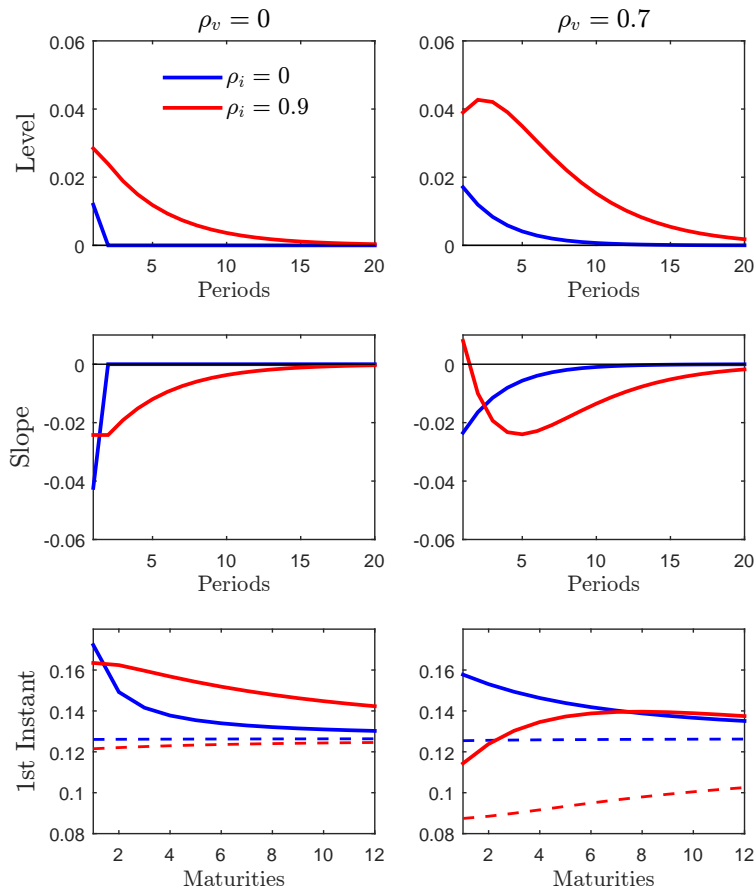 ρ_v = 0
ρ_v = 0.7
Level
0.06
0.04
0.02
0
ρ_i = 0
ρ_i = 0.9
5 10 15 20
Periods
0.06
0.04
0.02
0
5 10 15 20
Periods
Slope
0
-0.02
-0.04
-0.06
5 10 15 20
Periods
0
-0.02
-0.04
-0.06
5 10 15 20
Periods
1st Instant
0.16
0.14
0.12
0.1
0.08
2 4 6 8 10 12
Maturities
0.16
0.14
0.12
0.1
0.08
2 4 6 8 10 12
Maturities